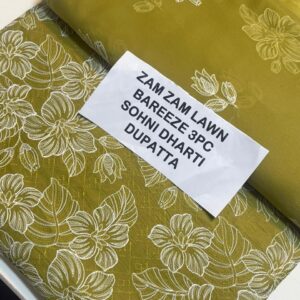 ZAM ZAM LAWN
BAREEZE 3PC
SOHNI DHARTI
DUPATTA